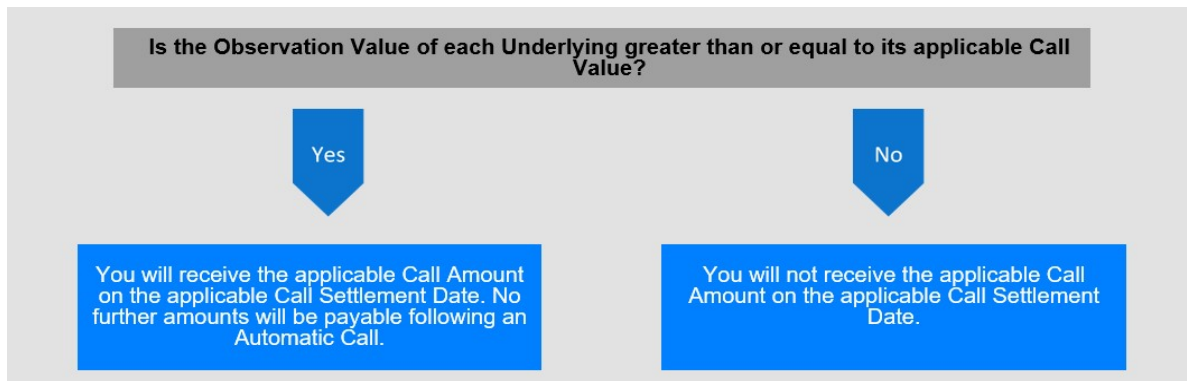 Is the Observation Value of each Underlying greater than or equal to its applicable Call
Value?
Yes
No
You will receive the applicable Call Amount
on the applicable Call Settlement Date. No
further amounts will be payable following an
Automatic Call.
You will not receive the applicable Call
Amount on the applicable Call Settlement
Date.